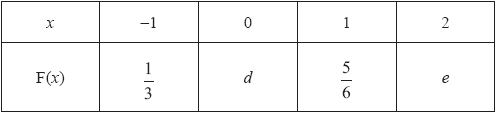 x −1 0 1 2
F(x) 1/3 d 5/6 e